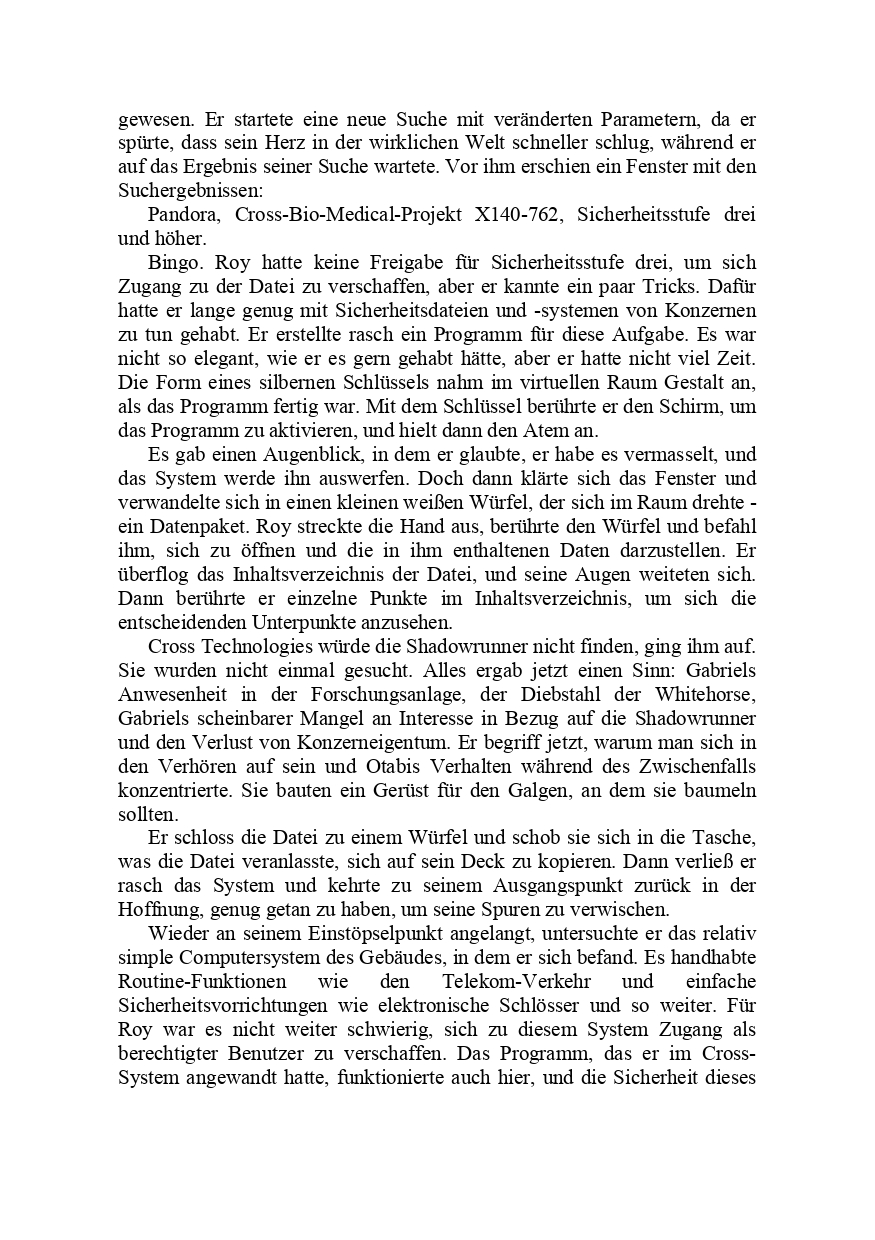 gewesen. Er startete eine neue Suche mit veränderten Parametern, da er
spürte, dass sein Herz in der wirklichen Welt schneller schlug, während er
auf das Ergebnis seiner Suche wartete. Vor ihm erschien ein Fenster mit den
Suchergebnissen:
Pandora, Cross-Bio-Medical-Projekt X140-762, Sicherheitsstufe drei
und höher.
Bingo. Roy hatte keine Freigabe für Sicherheitsstufe drei, um sich
Zugang zu der Datei zu verschaffen, aber er kannte ein paar Tricks. Dafür
hatte er lange genug mit Sicherheitsdateien und -systemen von Konzernen
zu tun gehabt. Er erstellte rasch ein Programm für diese Aufgabe. Es war
nicht so elegant, wie er es gern gehabt hätte, aber er hatte nicht viel Zeit.
Die Form eines silbernen Schlüssels nahm im virtuellen Raum Gestalt an,
als das Programm fertig war. Mit dem Schlüssel berührte er den Schirm, um
das Programm zu aktivieren, und hielt dann den Atem an.
Es gab einen Augenblick, in dem er glaubte, er habe es vermasselt, und
das System werde ihn auswerfen. Doch dann klärte sich das Fenster und
verwandelte sich in einen kleinen weißen Würfel, der sich im Raum drehte -
ein Datenpaket. Roy streckte die Hand aus, berührte den Würfel und befahl
ihm, sich zu öffnen und die in ihm enthaltenen Daten darzustellen. Er
überflog das Inhaltsverzeichnis der Datei, und seine Augen weiteten sich.
Dann berührte er einzelne Punkte im Inhaltsverzeichnis, um sich die
entscheidenden Unterpunkte anzusehen.
Cross Technologies würde die Shadowrunner nicht finden, ging ihm auf.
Sie wurden nicht einmal gesucht. Alles ergab jetzt einen Sinn: Gabriels
Anwesenheit in der Forschungsanlage, der Diebstahl der Whitehorse,
Gabriels scheinbarer Mangel an Interesse in Bezug auf die Shadowrunner
und den Verlust von Konzerneigentum. Er begriff jetzt, warum man sich in
den Verhören auf sein und Otabis Verhalten während des Zwischenfalls
konzentrierte. Sie bauten ein Gerüst für den Galgen, an dem sie baumeln
sollten.
Er schloss die Datei zu einem Würfel und schob sie sich in die Tasche,
was die Datei veranlasste, sich auf sein Deck zu kopieren. Dann verließ er
rasch das System und kehrte zu seinem Ausgangspunkt zurück in der
Hoffnung, genug getan zu haben, um seine Spuren zu verwischen.
Wieder an seinem Einstöpselpunkt angelangt, untersuchte er das relativ
simple Computersystem des Gebäudes, in dem er sich befand. Es handhabte
Routine-Funktionen wie den Telekom-Verkehr und einfache
Sicherheitsvorrichtungen wie elektronische Schlösser und so weiter. Für
Roy war es nicht weiter schwierig, sich zu diesem System Zugang als
berechtigter Benutzer zu verschaffen. Das Programm, das er im Cross-
System angewandt hatte, funktionierte auch hier, und die Sicherheit dieses